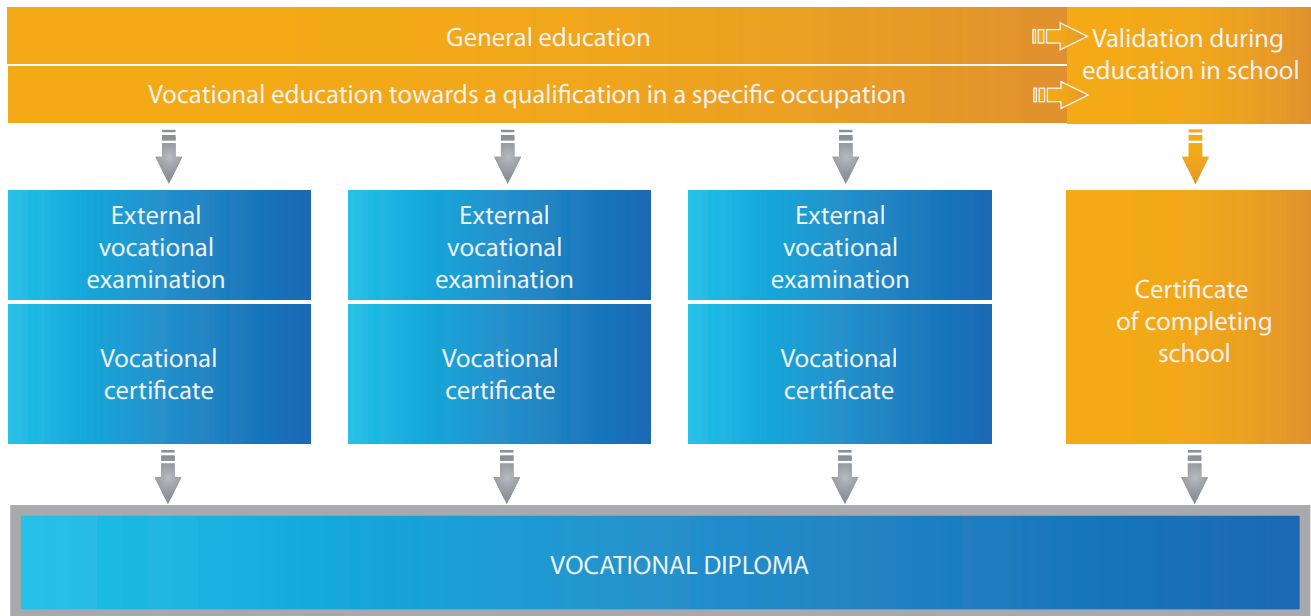 General education
Vocational education towards a qualification in a specific occupation
Validation during
education in school
External
vocational
examination
Vocational
certificate
External
vocational
examination
Vocational
certificate
External
vocational
examination
Vocational
certificate
Certificate
of completing
school
VOCATIONAL DIPLOMA